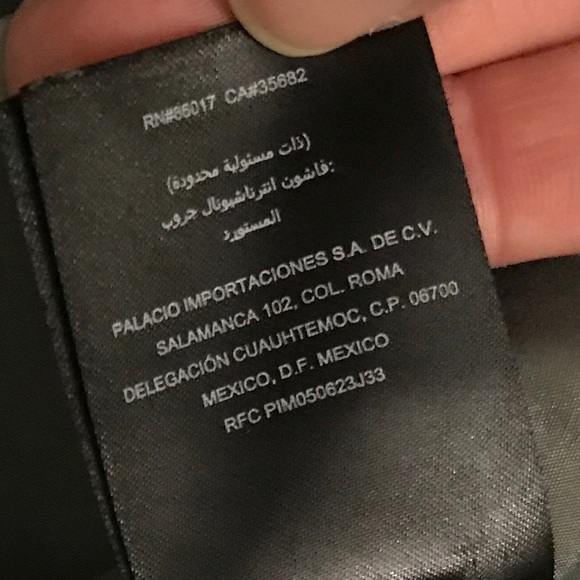 RN#86017 CA#35682
(ذات مسئولية محدودة)
فاشون انترناشيونال جروب:
المستورد
PALACIO IMPORTACIONES S.A. DE C.V.
SALAMANCA 102, COL. ROMA
DELEGACIÓN CUAUHTEMOC, C.P. 06700
MEXICO, D.F. MEXICO
RFC PIM050623J33